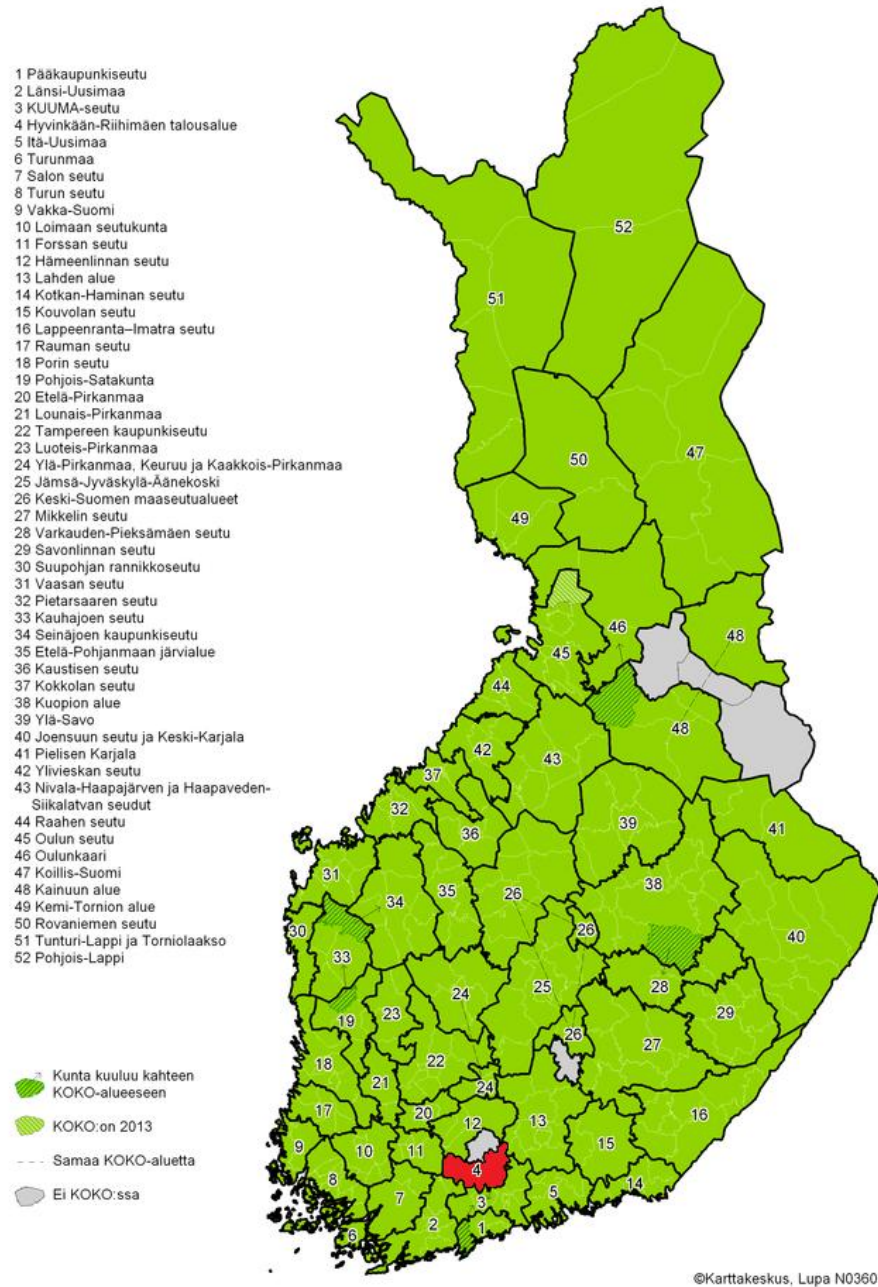 1 Pääkaupunkiseutu
2 Länsi-Uusimaa
3 KUUMA-seutu
4 Hyvinkään-Riihimäen talousalue
5 Itä-Uusimaa
6 Turunmaa
7 Salon seutu
8 Turun seutu
9 Vakka-Suomi
10 Loimaan seutukunta
11 Forssan seutu
12 Hämeenlinnan seutu
13 Lahden alue
14 Kotkan-Haminan seutu
15 Kouvolan seutu
16 Lappeenranta–Imatra seutu
17 Rauman seutu
18 Porin seutu
19 Pohjois-Satakunta
20 Etelä-Pirkanmaa
21 Lounais-Pirkanmaa
22 Tampereen kaupunkiseutu
23 Luoteis-Pirkanmaa
24 Ylä-Pirkanmaa, Keuruu ja Kaakkois-Pirkanmaa
25 Jämsä-Jyväskylä-Äänekoski
26 Keski-Suomen maaseutualueet
27 Mikkelin seutu
28 Varkauden-Pieksämäen seutu
29 Savonlinnan seutu
30 Suupohjan rannikkoseutu
31 Vaasan seutu
32 Pietarsaaren seutu
33 Kauhajoen seutu
34 Seinäjoen kaupunkiseutu
35 Etelä-Pohjanmaan järvialue
36 Kaustisen seutu
37 Kokkolan seutu
38 Kuopion alue
39 Ylä-Savo
40 Joensuun seutu ja Keski-Karjala
41 Pielisen Karjala
42 Ylivieskan seutu
43 Nivala-Haapajärven ja Haapaveden-
Siikalatvan seudut
44 Raahen seutu
45 Oulun seutu
46 Oulunkaari
47 Koillis-Suomi
48 Kainuun alue
49 Kemi-Tornion alue
50 Rovaniemen seutu
51 Tunturi-Lappi ja Torniolaakso
52 Pohjois-Lappi
Kunta kuuluu kahteen
KOKO-alueeseen
KOKO:on 2013
Samaa KOKO-aluetta
Ei KOKO:ssa
52
51
47
50
49
46
48
45
44
48
42
43
37
32
36
39
41
31
34
35
26
38
40
30
26
33
28
24
25
29
23
19
26
27
18
22
21
24
16
17
20
12
13
15
9
10
11
4
8
7
3
5
14
2
1
6
©Karttakeskus, Lupa N0360